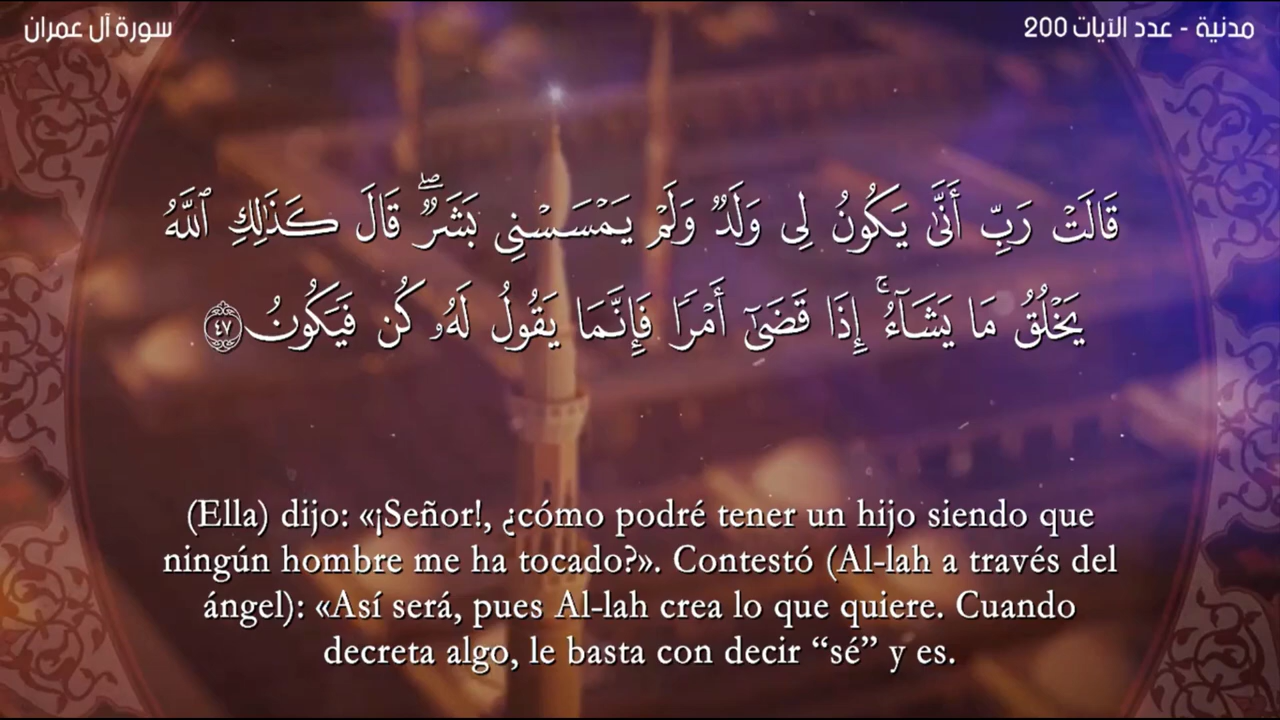 مدنية - عدد الآيات 200
سورة آل عمران
قَالَتْ رَبِّ أَنَّىٰ يَكُونُ لِى وَلَدٌ وَلَمْ يَمْسَسْنِى بَشَرٌ ۖ قَالَ كَذَٰلِكِ ٱللَّهُ
يَخْلُقُ مَا يَشَآءُ ۚ إِذَا قَضَىٰٓ أَمْرًا فَإِنَّمَا يَقُولُ لَهُۥ كُن فَيَكُونُ ٤٧
(Ella) dijo: «¡Señor!, ¿cómo podré tener un hijo siendo que
ningún hombre me ha tocado?». Contestó (Al-lah a través del
ángel): «Así será, pues Al-lah crea lo que quiere. Cuando
decreta algo, le basta con decir “sé” y es.